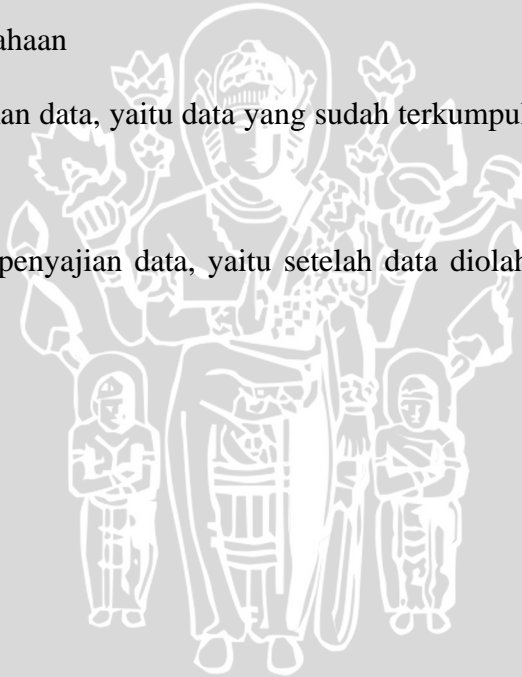 ahaan
an data, yaitu data yang sudah terkumpul
penyajian data, yaitu setelah data diolah